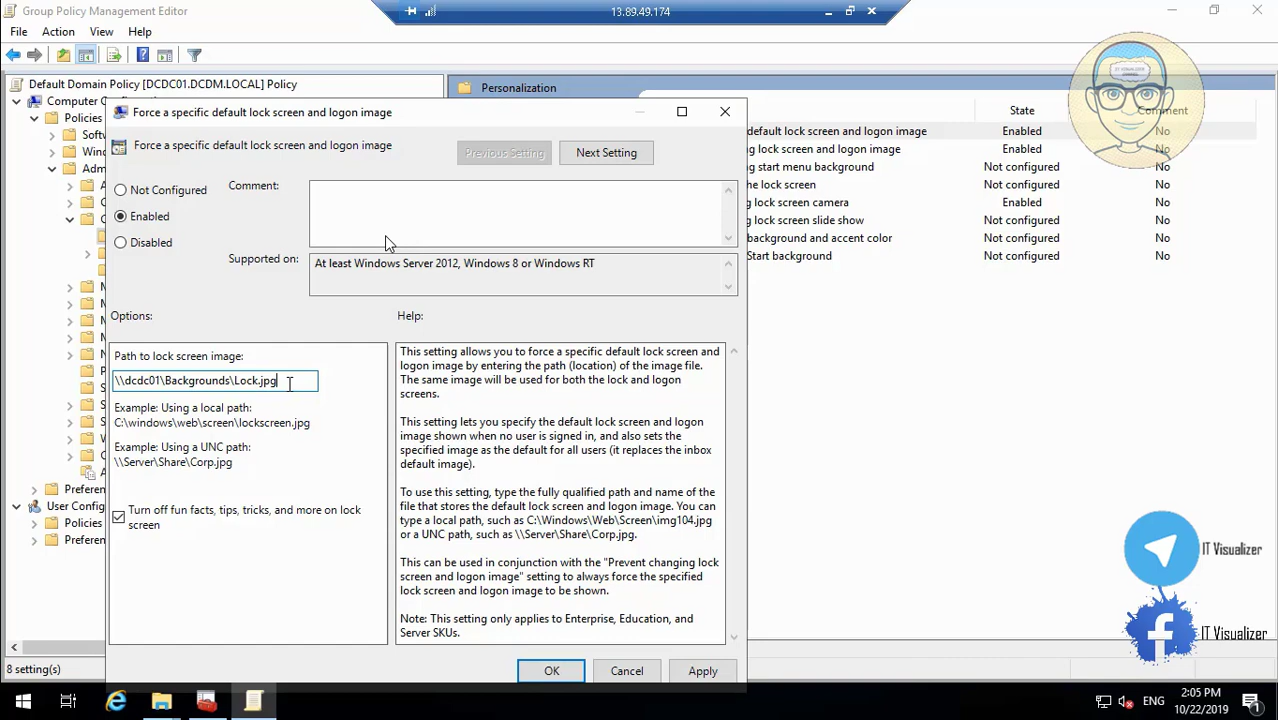 Group Policy Management Editor
13.89.49.174
File Action View Help
Default Domain Policy [DCDC01.DCDM.LOCAL] Policy
Computer C
Policies
Softw
Wind
Adm
Preferen
User Config
Policies
Preferen
8 setting(s)
Force a specific default lock screen and logon image
Force a specific default lock screen and logon image
Previous Setting
Next Setting
Not Configured
Enabled
Disabled
Comment:
Supported on:
At least Windows Server 2012, Windows 8 or Windows RT
Options:
Help:
Path to lock screen image:
\\dcdc01\Backgrounds\Lock.jpg
Example: Using a local path:
C:\windows\web\screen\lockscreen.jpg
Example: Using a UNC path:
\\Server\Share\Corp.jpg
Turn off fun facts, tips, tricks, and more on lock
screen
This setting allows you to force a specific default lock screen and
logon image by entering the path (location) of the image file.
The same image will be used for both the lock and logon
screens.
This setting lets you specify the default lock screen and logon
image shown when no user is signed in, and also sets the
specified image as the default for all users (it replaces the inbox
default image).
To use this setting, type the fully qualified path and name of the
file that stores the default lock screen and logon image. You can
type a local path, such as C:\Windows\Web\Screen\img104.jpg
or a UNC path, such as \\Server\Share\Corp.jpg.
This can be used in conjunction with the "Prevent changing lock
screen and logon image" setting to always force the specified
lock screen and logon image to be shown.
Note: This setting only applies to Enterprise, Education, and
Server SKUs.
OK
Cancel
Apply
Personalization
State Comment
default lock screen and logon image Enabled No
g lock screen and logon image Enabled No
g start menu background Not configured No
he lock screen Not configured No
g lock screen camera Enabled No
g lock screen slide show Not configured No
background and accent color Not configured No
Start background Not configured No
IT VISUALIZER
CHANNEL
IT Visualizer
IT Visualizer
ENG
2:05 PM
10/22/2019
1